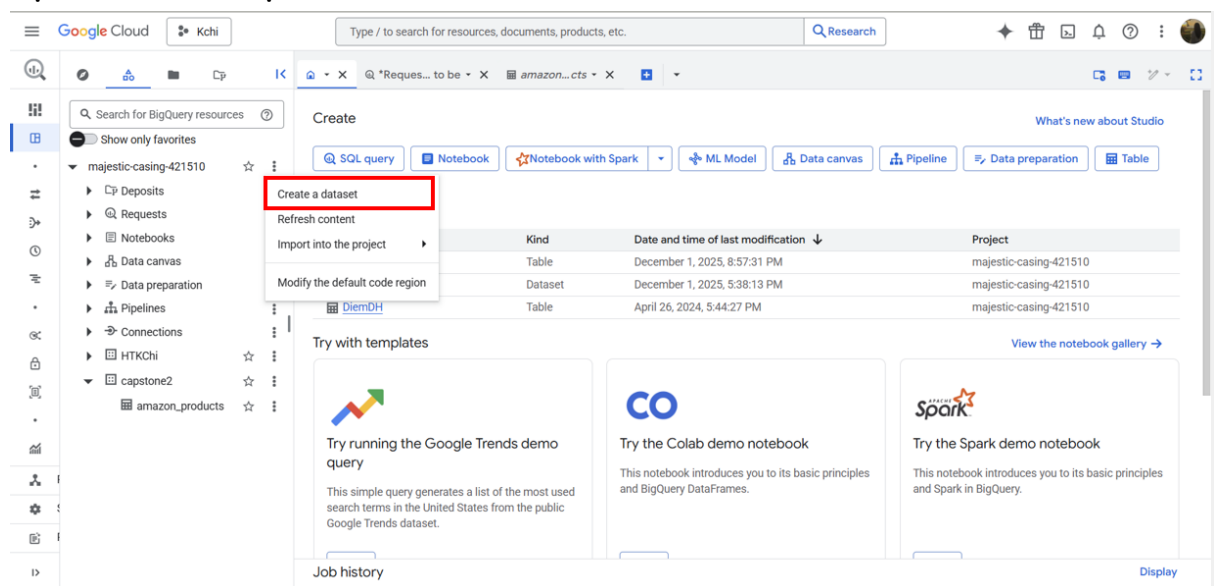 Google Cloud
Kchi
Type / to search for resources, documents, products, etc.
Research
*Reques... to be
amazon...cts
Search for BigQuery resources
Show only favorites
majestic-casing-421510
Deposits
Requests
Notebooks
Data canvas
Data preparation
Pipelines
Connections
HTKChi
capstone2
amazon_products
Create a dataset
Refresh content
Import into the project
Modify the default code region
Create
What's new about Studio
SQL query
Notebook
Notebook with Spark
ML Model
Data canvas
Pipeline
Data preparation
Table
Kind Date and time of last modification Project
Table December 1, 2025, 8:57:31 PM majestic-casing-421510
Dataset December 1, 2025, 5:38:13 PM majestic-casing-421510
DiemDH Table April 26, 2024, 5:44:27 PM majestic-casing-421510
Try with templates
View the notebook gallery
Try running the Google Trends demo
query
This simple query generates a list of the most used
search terms in the United States from the public
Google Trends dataset.
CO
Try the Colab demo notebook
This notebook introduces you to its basic principles
and BigQuery DataFrames.
APACHE
Spark
Try the Spark demo notebook
This notebook introduces you to its basic principles
and Spark in BigQuery.
Job history
Display